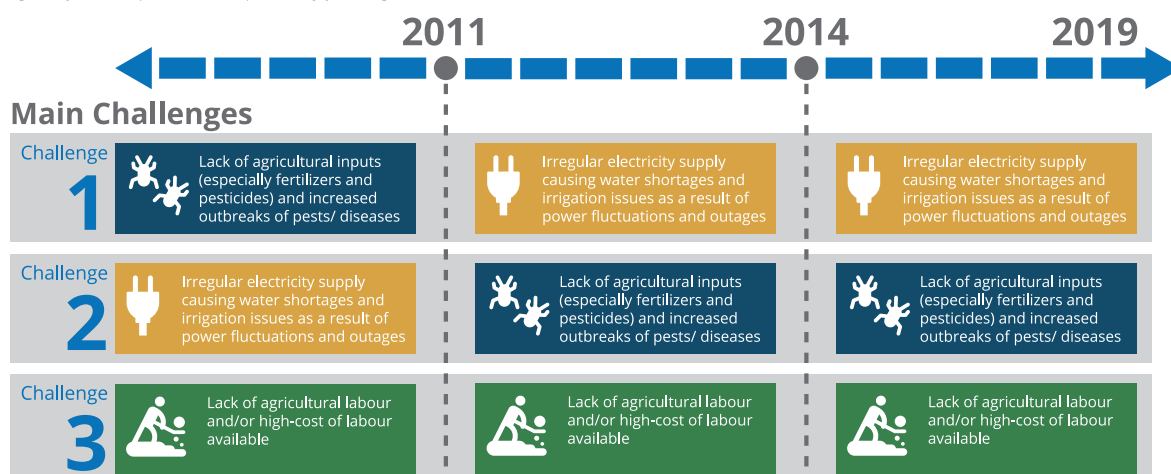 2011 2014 2019
Main Challenges
Challenge
1
Lack of agricultural inputs
(especially fertilizers and
pesticides) and increased
outbreaks of pests/ diseases
Irregular electricity supply
causing water shortages and
irrigation issues as a result of
power fluctuations and outages
Irregular electricity supply
causing water shortages and
irrigation issues as a result of
power fluctuations and outages
Challenge
2
Irregular electricity supply
causing water shortages and
irrigation issues as a result of
power fluctuations and outages
Lack of agricultural inputs
(especially fertilizers and
pesticides) and increased
outbreaks of pests/ diseases
Lack of agricultural inputs
(especially fertilizers and
pesticides) and increased
outbreaks of pests/ diseases
Challenge
3
Lack of agricultural labour
and/or high-cost of labour
available
Lack of agricultural labour
and/or high-cost of labour
available
Lack of agricultural labour
and/or high-cost of labour
available